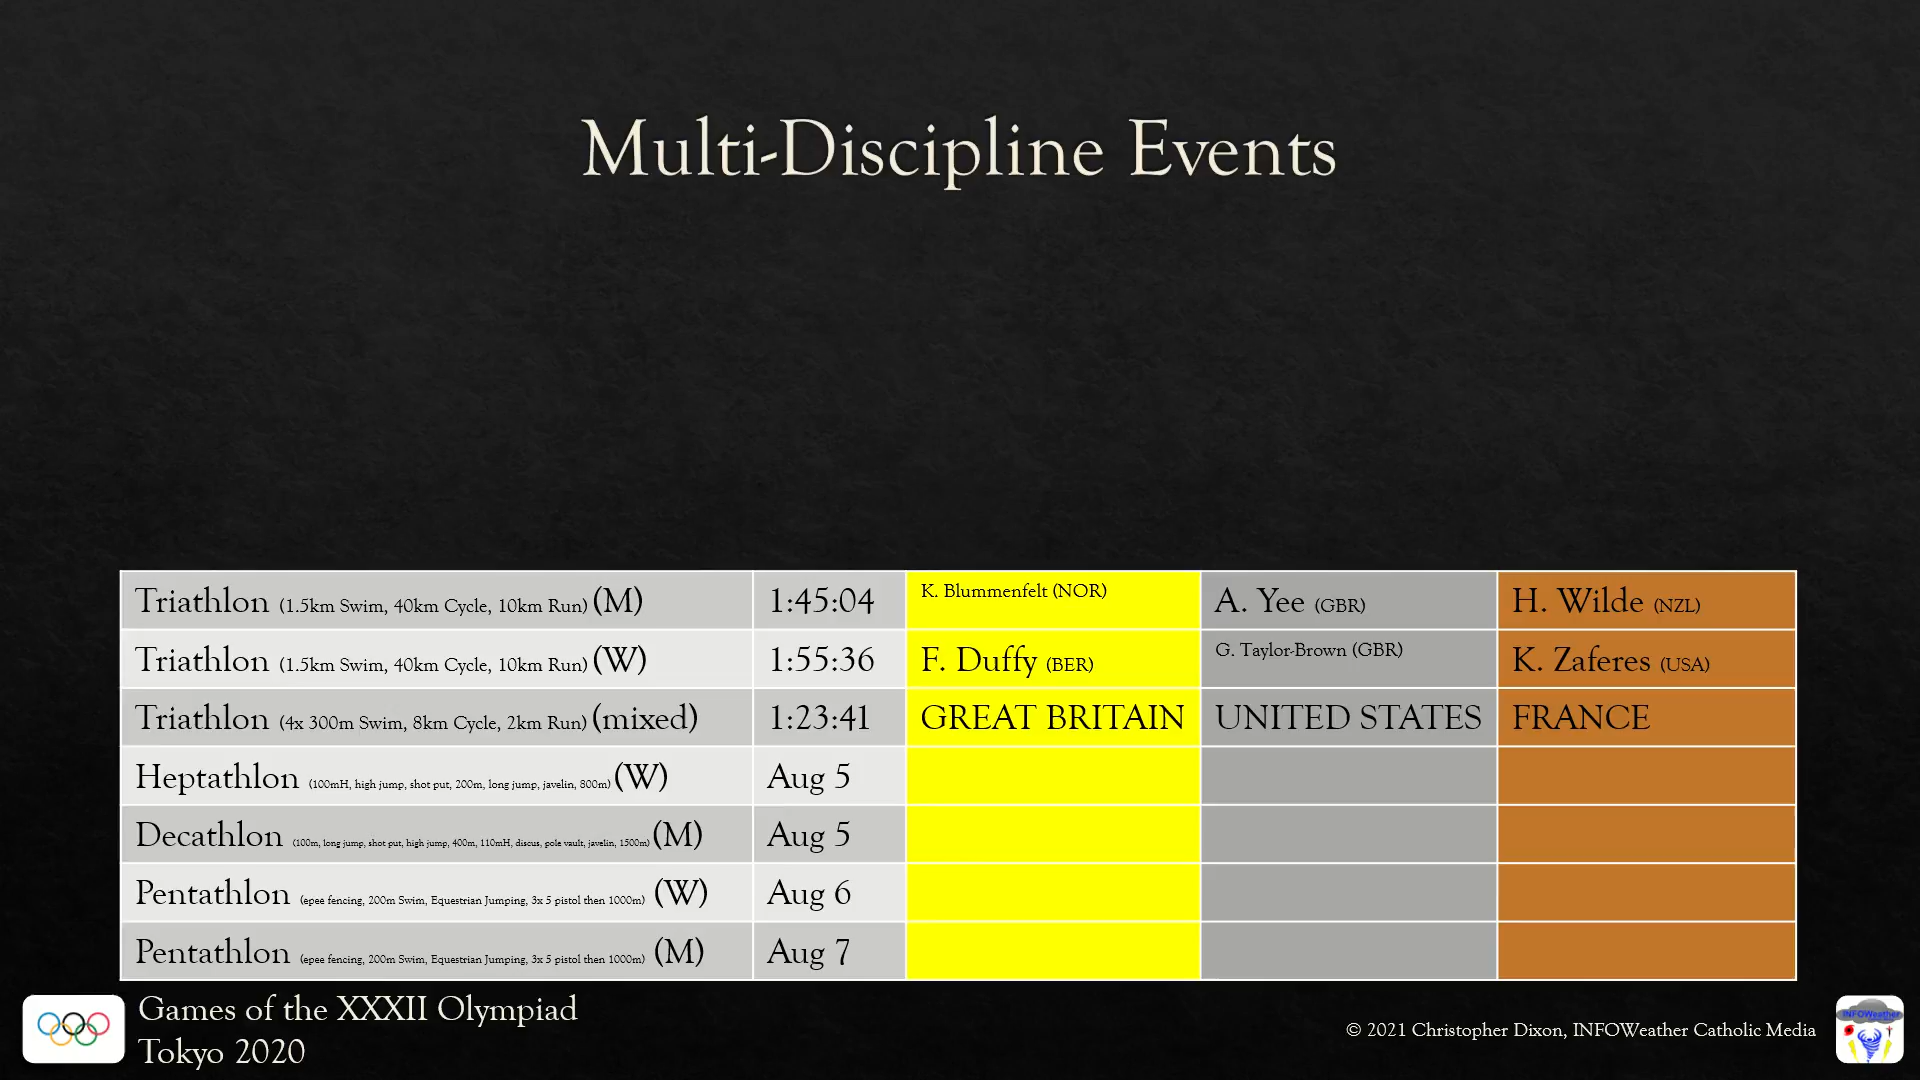 Multi-Discipline Events
Triathlon (1.5km Swim, 40km Cycle, 10km Run) (M) 1:45:04 K. Blummenfelt (NOR) A. Yee (GBR) H. Wilde (NZL)
Triathlon (1.5km Swim, 40km Cycle, 10km Run) (W) 1:55:36 F. Duffy (BER) G. Taylor-Brown (GBR) K. Zaferes (USA)
Triathlon (4x 300m Swim, 8km Cycle, 2km Run) (mixed) 1:23:41 GREAT BRITAIN UNITED STATES FRANCE
Heptathlon (100mH, high jump, shot put, 200m, long jump, javelin, 800m) (W) Aug 5
Decathlon (100m, long jump, shot put, high jump, 400m, 110mH, discus, pole vault, javelin, 1500m) (M) Aug 5
Pentathlon (epee fencing, 200m Swim, Equestrian Jumping, 3x 5 pistol then 1000m) (W) Aug 6
Pentathlon (epee fencing, 200m Swim, Equestrian Jumping, 3x 5 pistol then 1000m) (M) Aug 7
Games of the XXXII Olympiad
Tokyo 2020
© 2021 Christopher Dixon, INFOWeather Catholic Media
INFOWeather